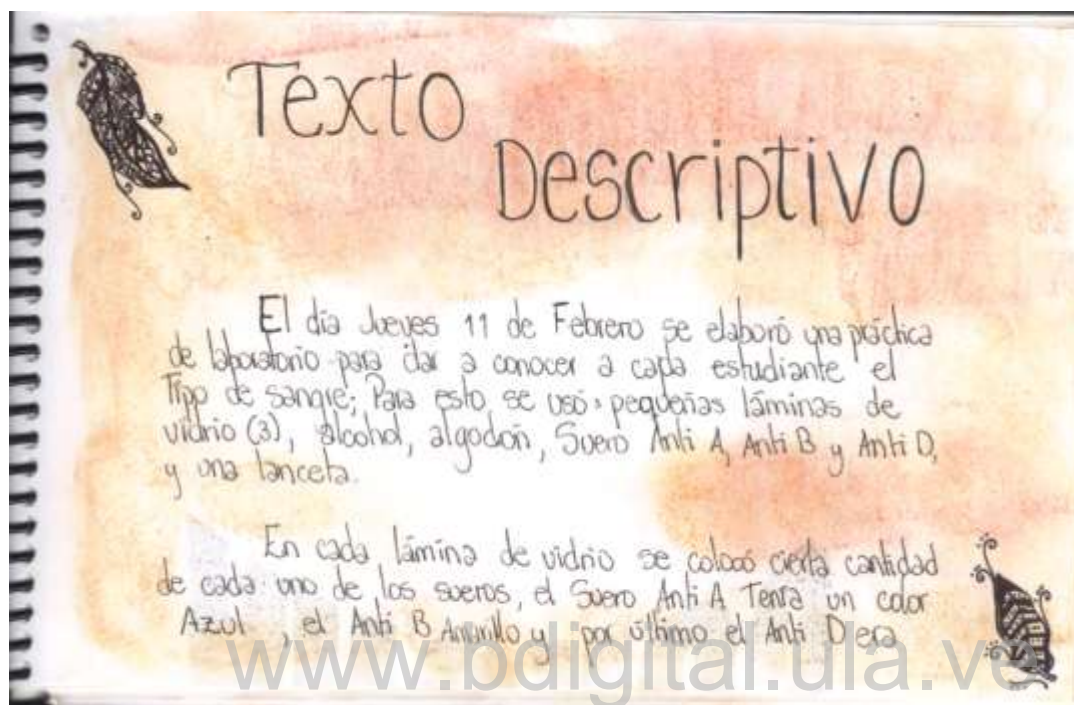 Texto
Descriptivo
El día Jueves 11 de Febrero se elaboró una práctica
de laboratorio para dar a conocer a cada estudiante el
Tipo de sangre; Para esto se usó: pequeñas láminas de
vidrio (3), alcohol, algodón, Suero Anti A, Anti B y Anti D,
y una lanceta.
En cada lámina de vidrio se colocó cierta cantidad
de cada uno de los sueros, el Suero Anti A Tenía un color
Azul , el Anti B Amarillo y por último el Anti D era
www.bdigital.ula.ve